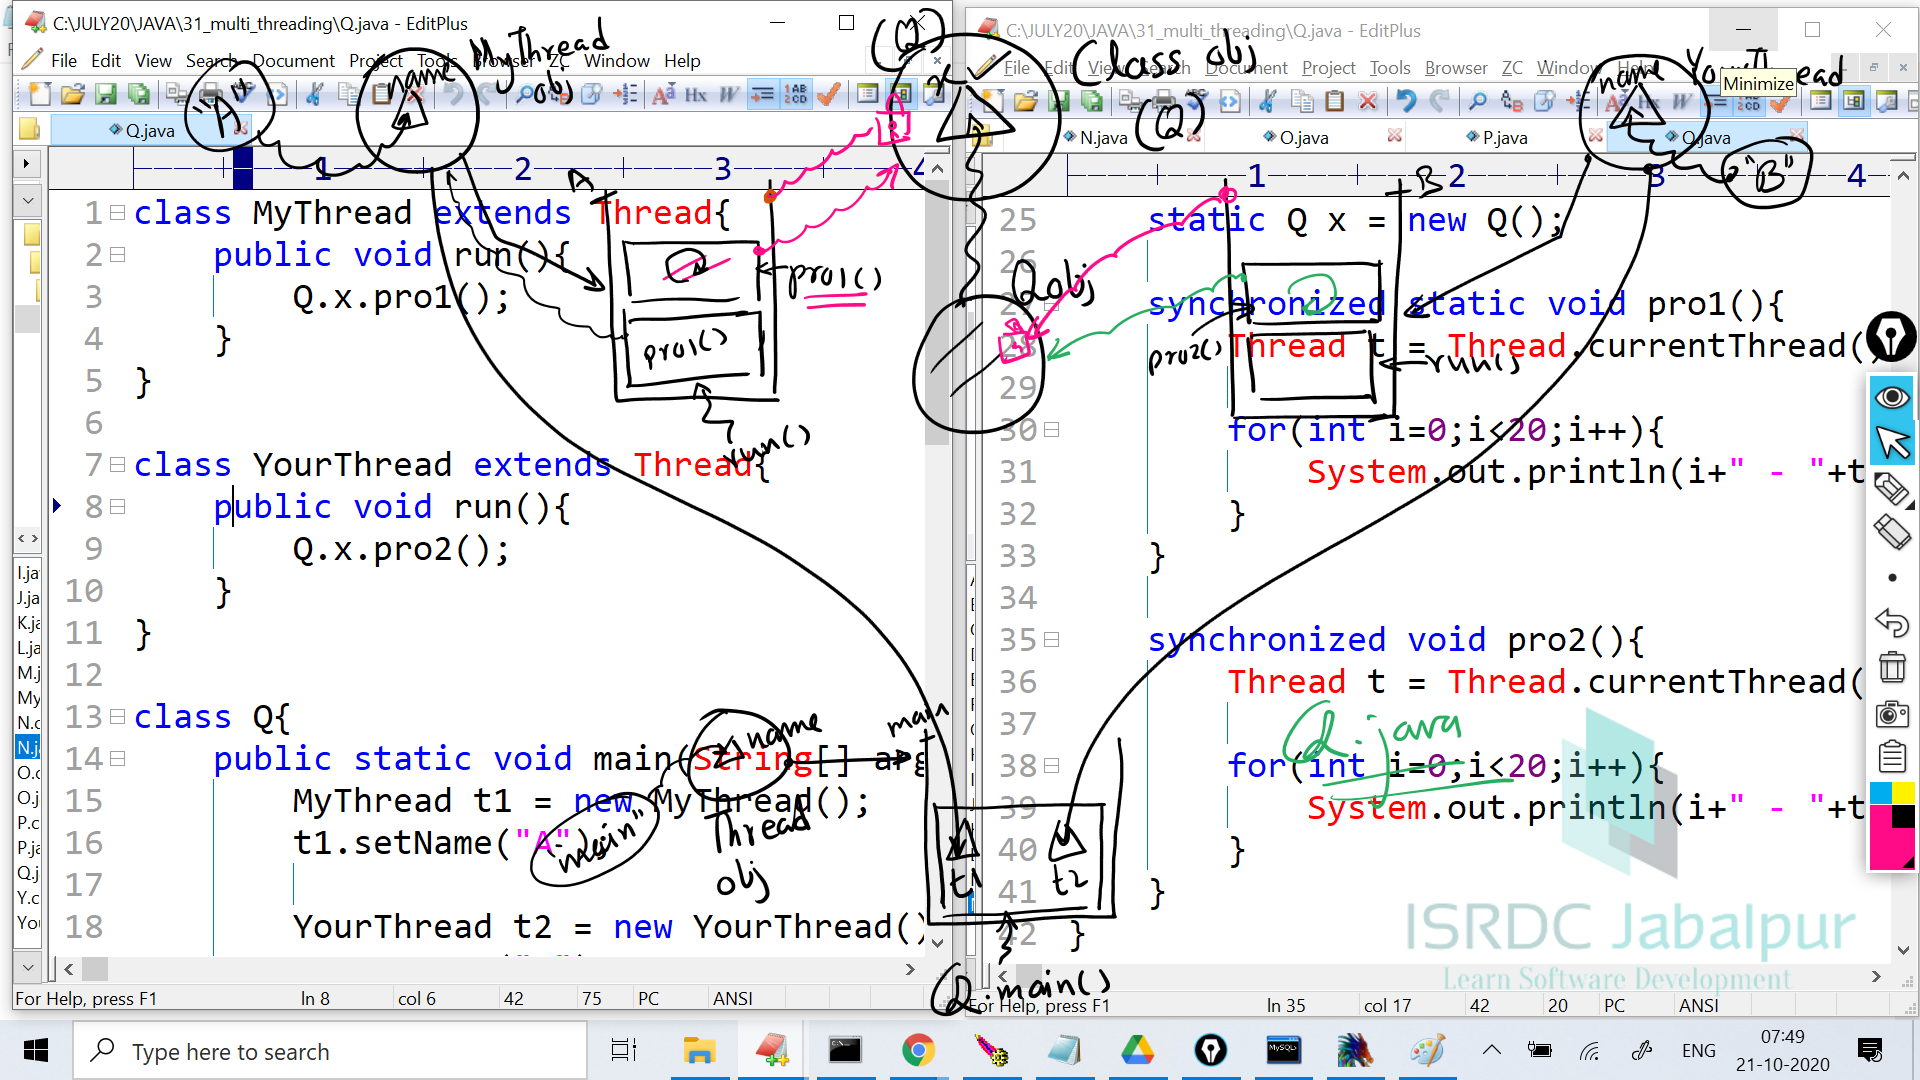 C:\JULY20\JAVA\31_multi_threading\Q.java - EditPlus
File Edit View Search Document Project Tools Browser ZC Window Help
Q.java
1 2 3 4
1 class MyThread extends Thread{
2 public void run(){
3 Q.x.pro1();
4 }
5 }
6
7 class YourThread extends Thread{
8 public void run(){
9 Q.x.pro2();
10 }
11 }
12
13 class Q{
14 public static void main(String[] arg
15 MyThread t1 = new MyThread();
16 t1.setName("A");
17
18 YourThread t2 = new YourThread()
For Help, press F1 ln 8 col 6 42 75 PC ANSI
I.ja
J.ja
K.ja
L.ja
M.j
My
N.c
N.ja
O.c
O.j
P.c
P.ja
Q.j
Y.c
You
C:\JULY20\JAVA\31_multi_threading\Q.java - EditPlus
File Edit View Search Document Project Tools Browser ZC Window Help
Minimize
N.java O.java P.java Q.java
1 2 3 4
25 static Q x = new Q();
26
27 synchronized static void pro1(){
28 Thread t = Thread.currentThread()
29
30 for(int i=0;i<20;i++){
31 System.out.println(i+" - "+t
32 }
33 }
34
35 synchronized void pro2(){
36 Thread t = Thread.currentThread(
37
38 for(int i=0;i<20;i++){
39 System.out.println(i+" - "+t
40 }
41 }
42 }
For Help, press F1 ln 35 col 17 42 20 PC ANSI
"A"
name
MyThread
obj
(Q)
x
Class obj
(Q)
name YourThread
"B"
A
pro1()
pro1()
run()
Q obj
B
pro2()
run()
name
main
"main"
Thread
obj
t1 t2
Q.main()
Q.java
ISRDC Jabalpur
Learn Software Development
Type here to search
ENG
07:49
21-10-2020